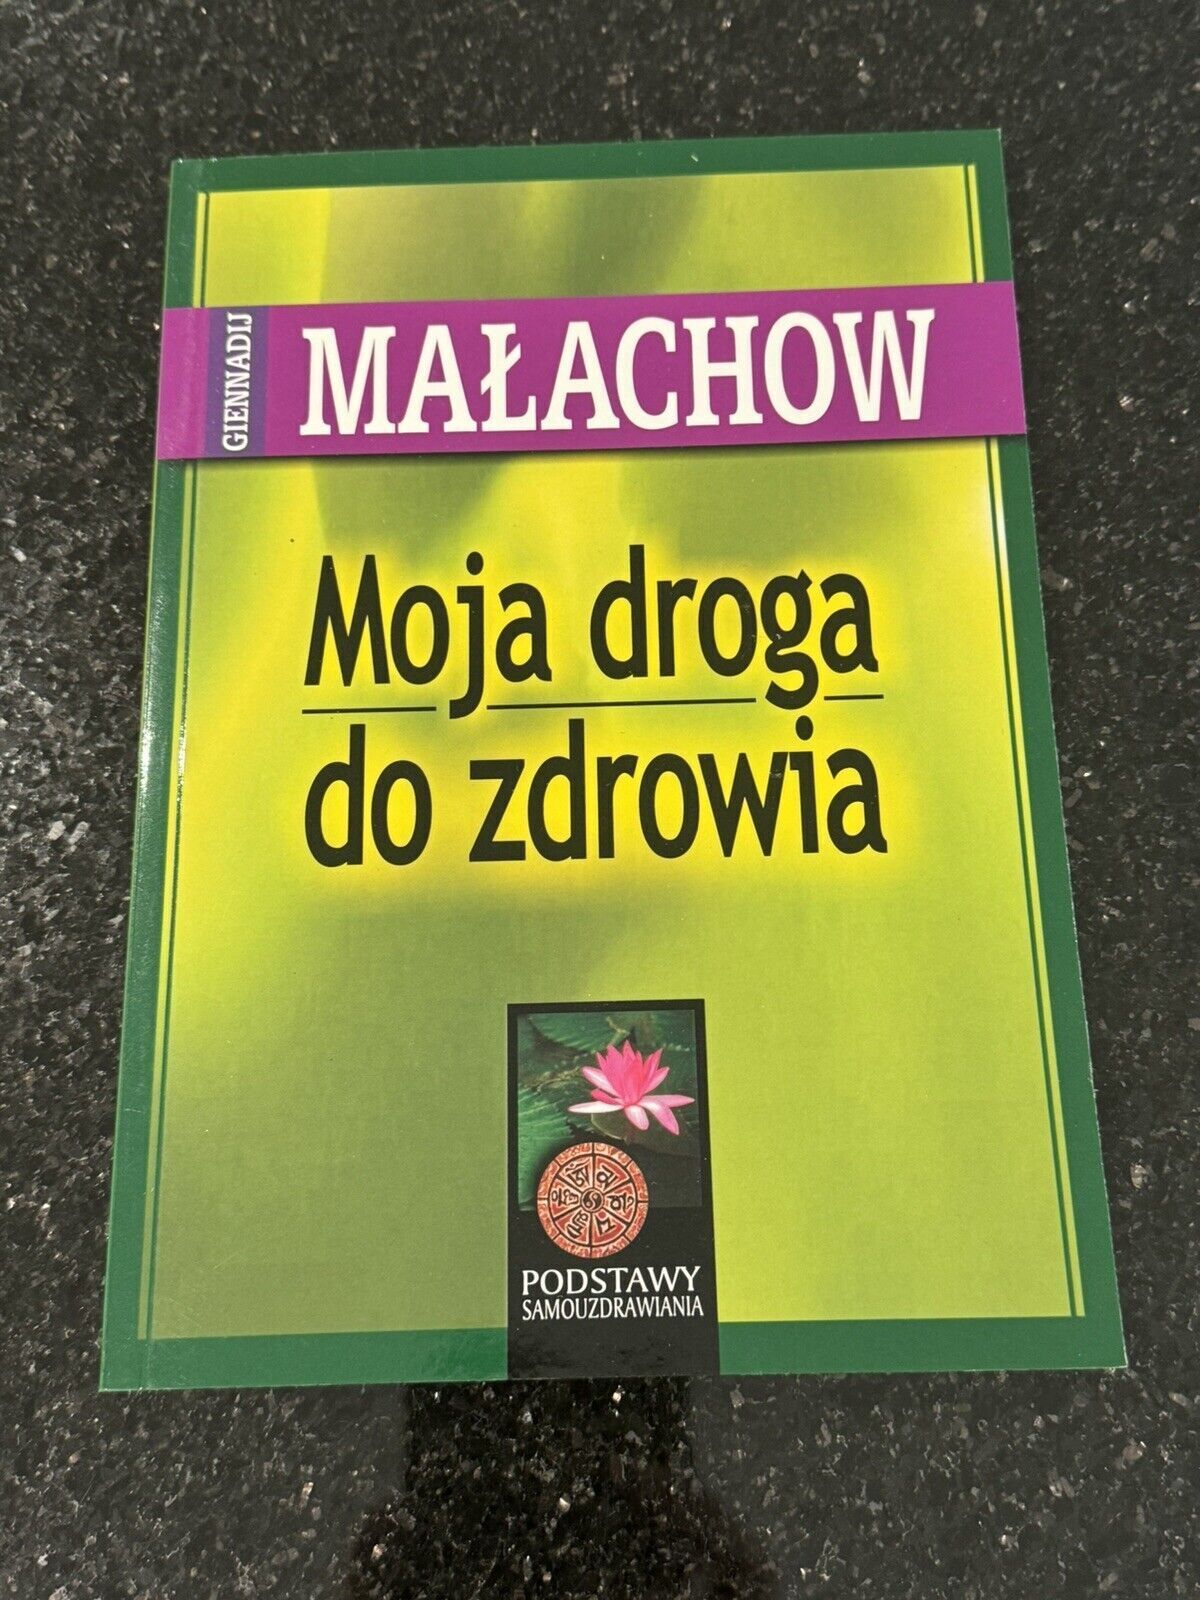 GIENNADIJ
MAŁACHOW
Moja droga
do zdrowia
PODSTAWY
SAMOUZDRAWIANIA